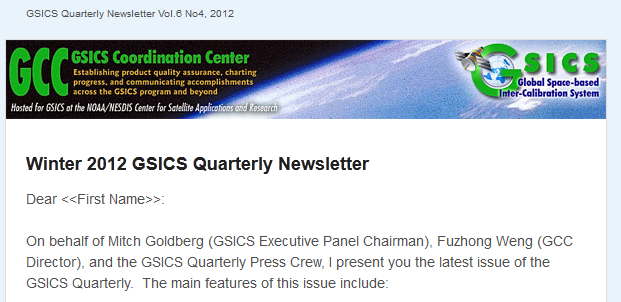 GSICS Quarterly Newsletter Vol.6 No4, 2012
GCC GSICS Coordination Center
Establishing product quality assurance, charting
progress, and communicating accomplishments
across the GSICS program and beyond
Hosted for GSICS at the NOAA/NESDIS Center for Satellite Applications and Research
GSICS
Global Space-based
Inter-Calibration System
Winter 2012 GSICS Quarterly Newsletter
Dear <<First Name>>:
On behalf of Mitch Goldberg (GSICS Executive Panel Chairman), Fuzhong Weng (GCC
Director), and the GSICS Quarterly Press Crew, I present you the latest issue of the
GSICS Quarterly.  The main features of this issue include: